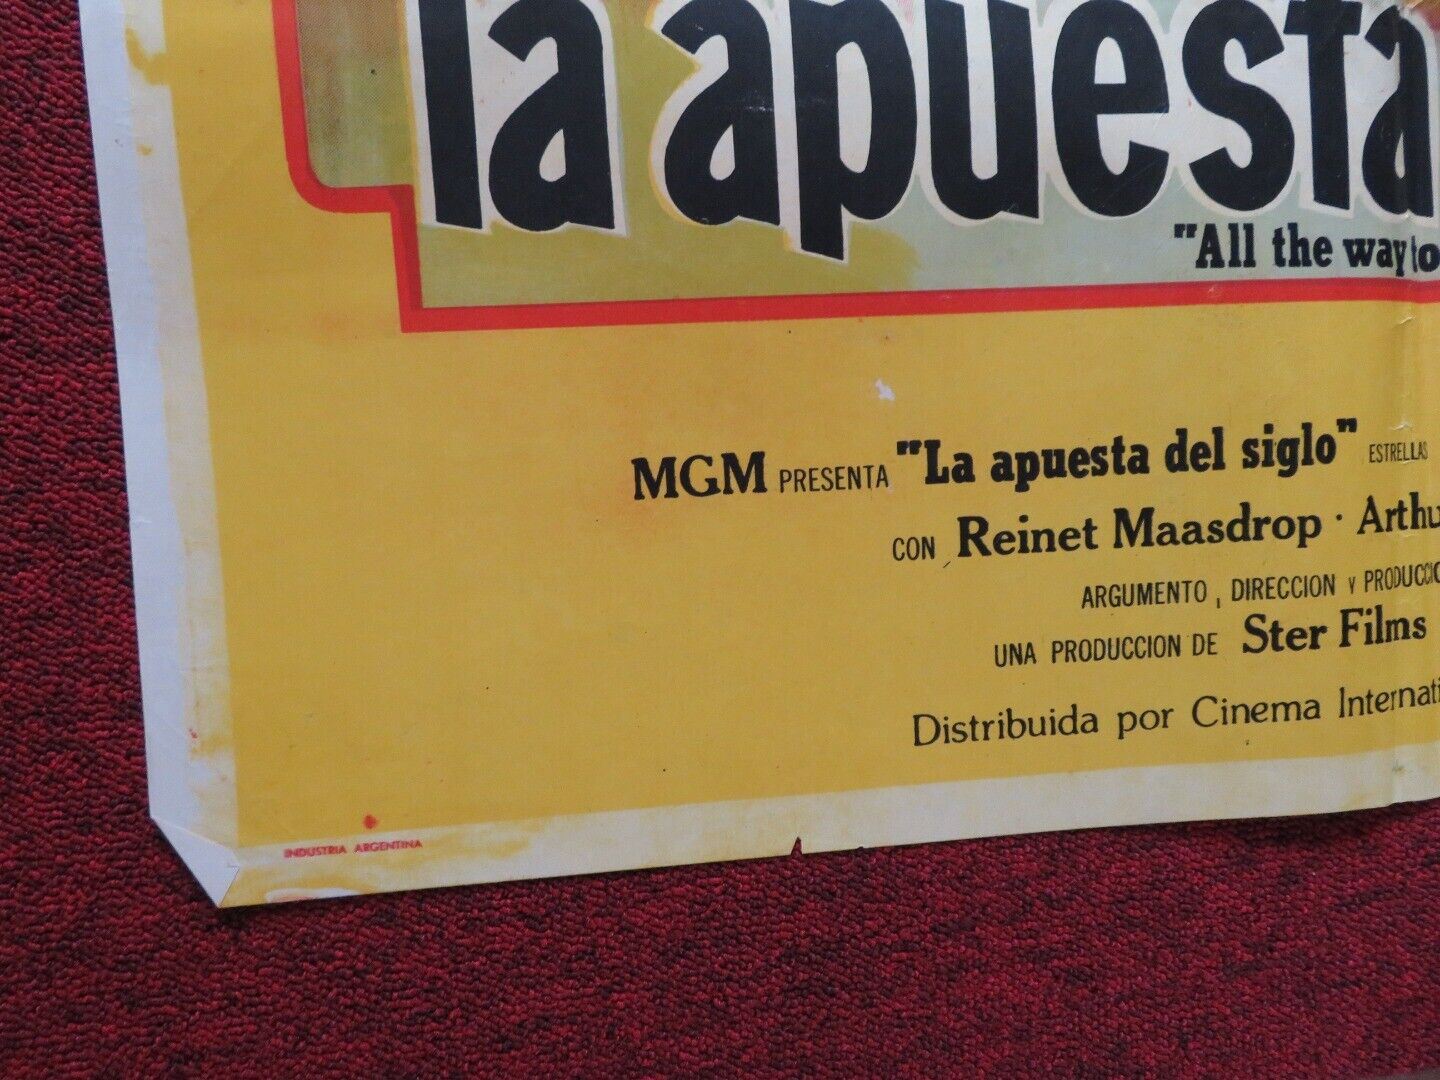 la apuesta
"All the way to
MGM PRESENTA "La apuesta del siglo" ESTRELLAS
CON Reinet Maasdrop · Arthu
ARGUMENTO, DIRECCION Y PRODUCCIO
UNA PRODUCCION DE Ster Films
Distribuida por Cinema Internati
INDUSTRIA ARGENTINA